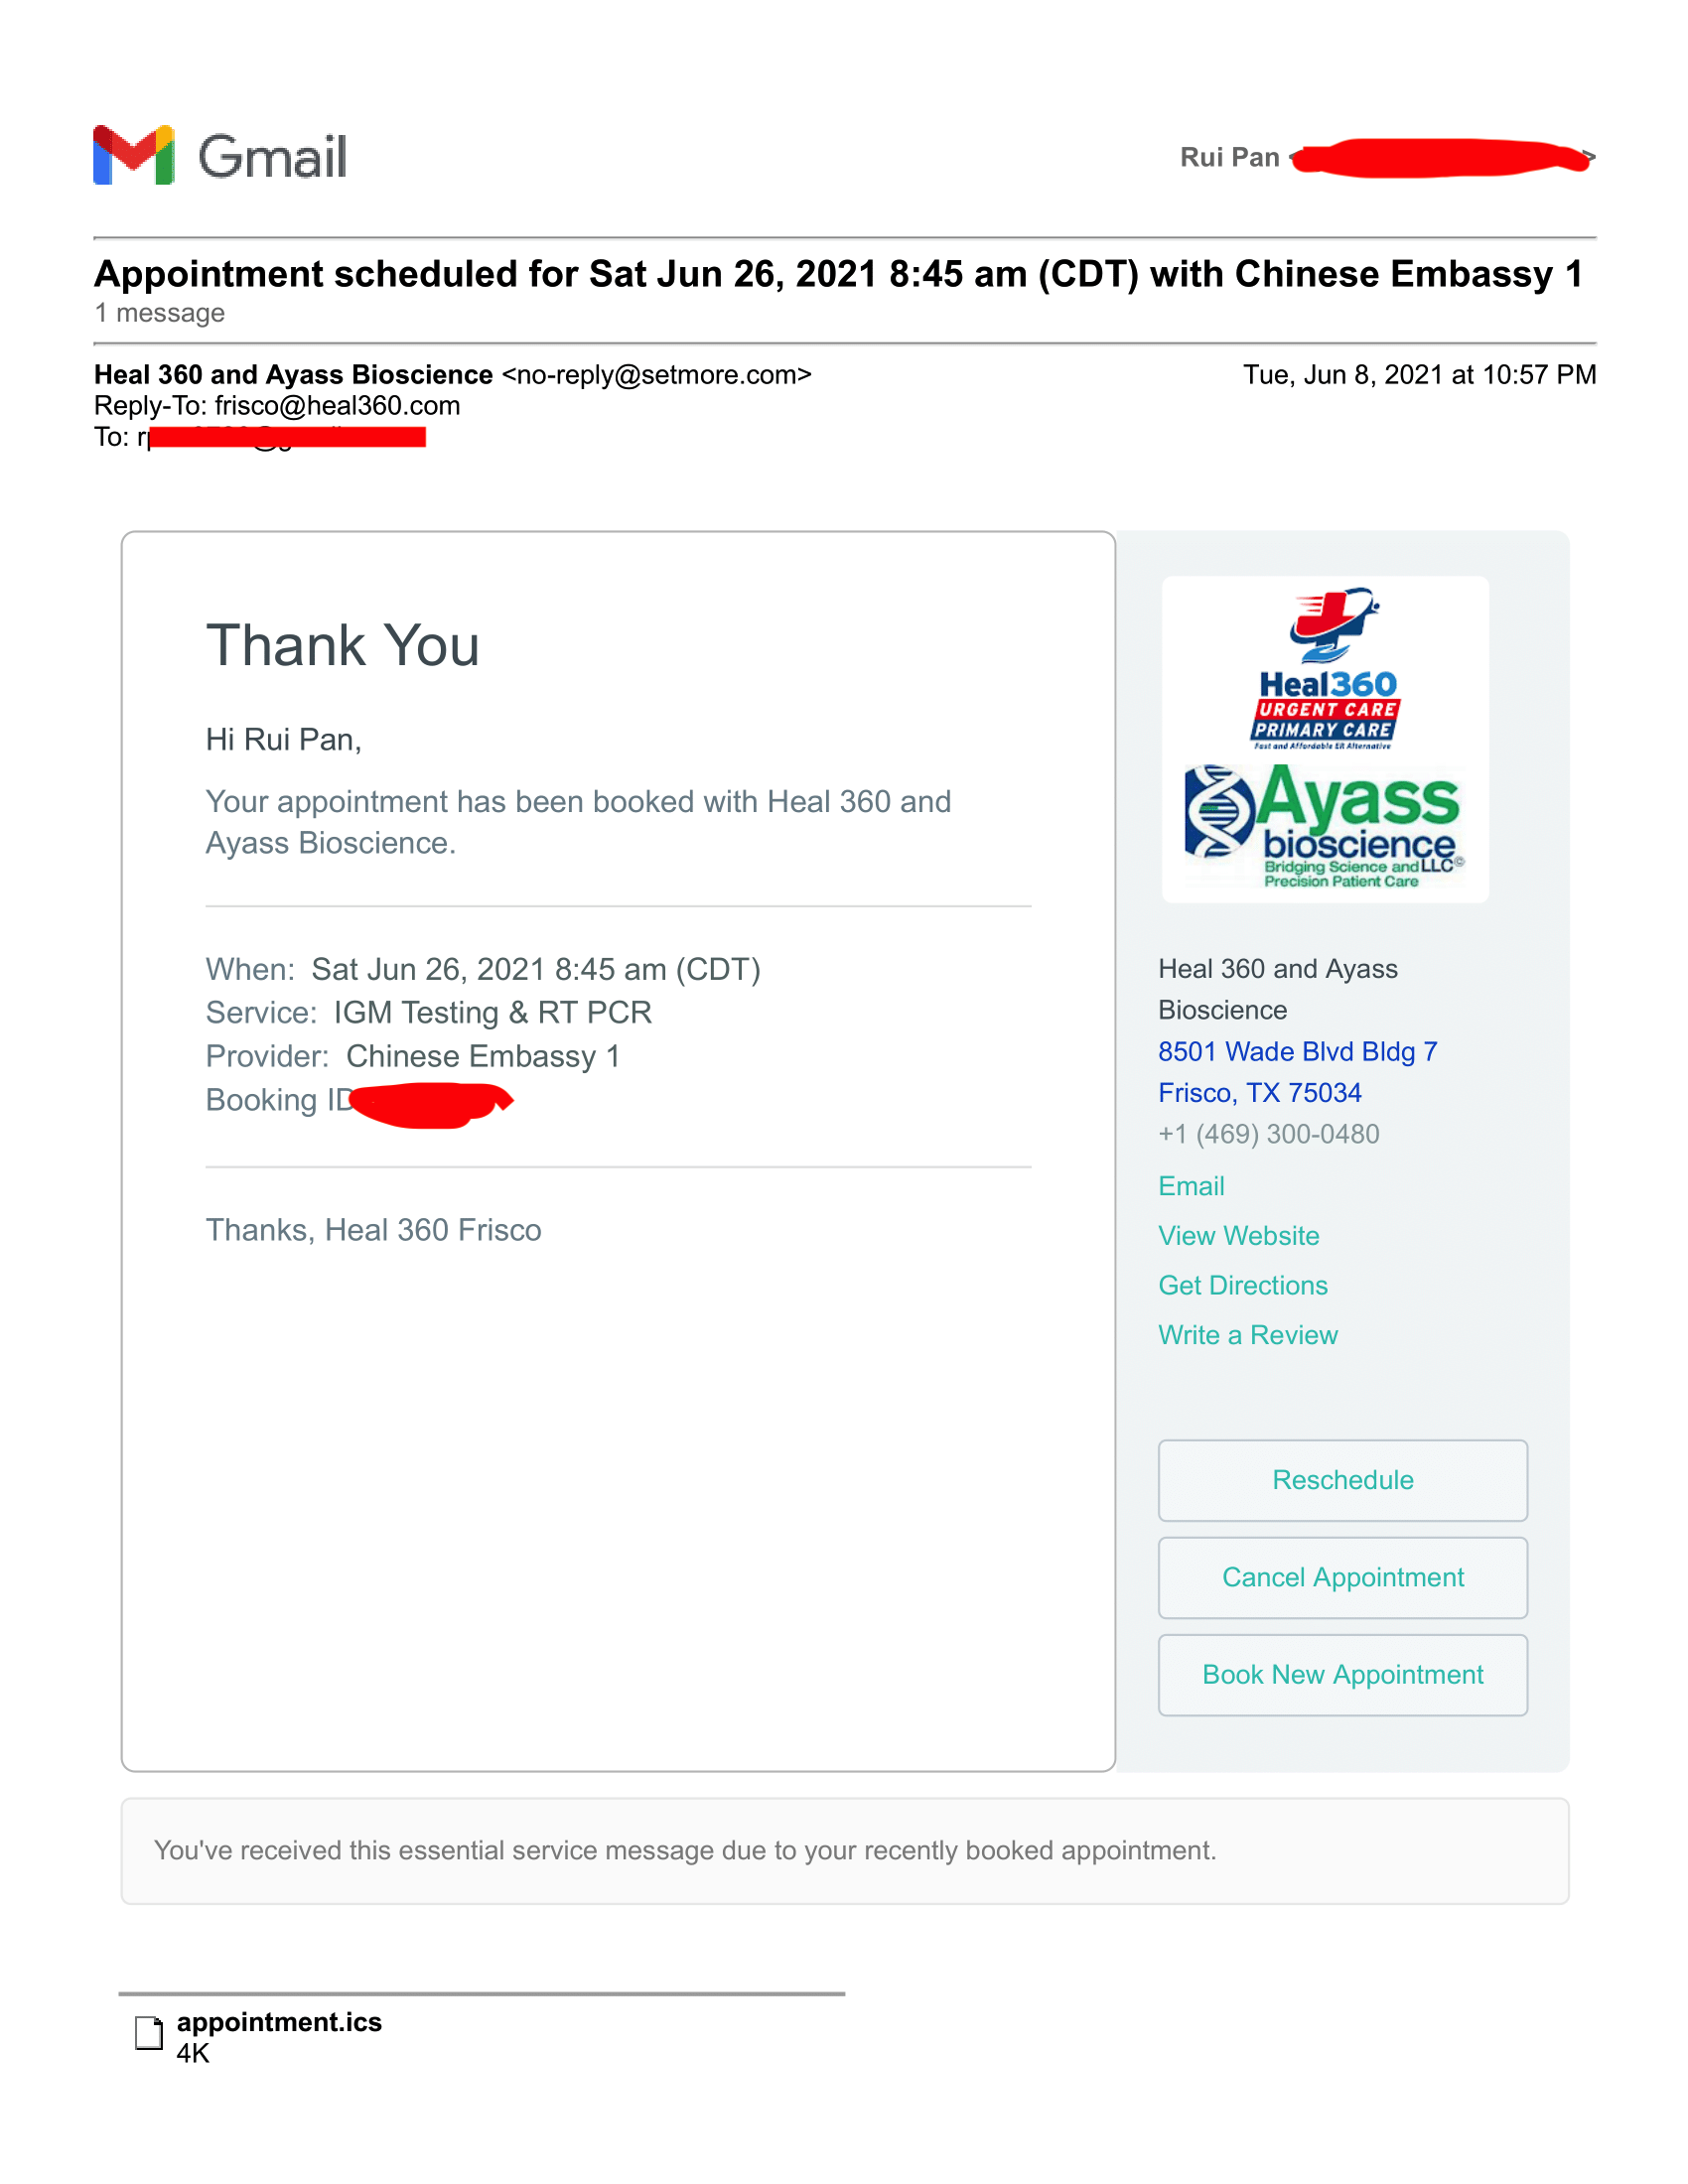 Gmail
Rui Pan
Appointment scheduled for Sat Jun 26, 2021 8:45 am (CDT) with Chinese Embassy 1
1 message
Heal 360 and Ayass Bioscience <no-reply@setmore.com>
Tue, Jun 8, 2021 at 10:57 PM
Reply-To: frisco@heal360.com
To:
Thank You
Hi Rui Pan,
Your appointment has been booked with Heal 360 and
Ayass Bioscience.
When: Sat Jun 26, 2021 8:45 am (CDT)
Service: IGM Testing & RT PCR
Provider: Chinese Embassy 1
Booking ID
Thanks, Heal 360 Frisco
Heal360
URGENT CARE
PRIMARY CARE
Fast and Affordable ER Alternative
Ayass
bioscience
LLC©
Bridging Science and
Precision Patient Care
Heal 360 and Ayass
Bioscience
8501 Wade Blvd Bldg 7
Frisco, TX 75034
+1 (469) 300-0480
Email
View Website
Get Directions
Write a Review
Reschedule
Cancel Appointment
Book New Appointment
You've received this essential service message due to your recently booked appointment.
appointment.ics
4K